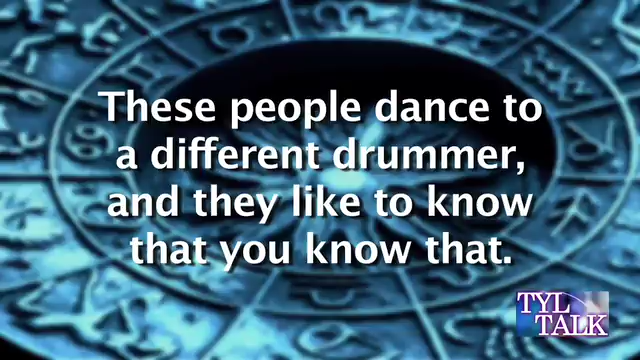 These people dance to
a different drummer,
and they like to know
that you know that.
TYL
TALK